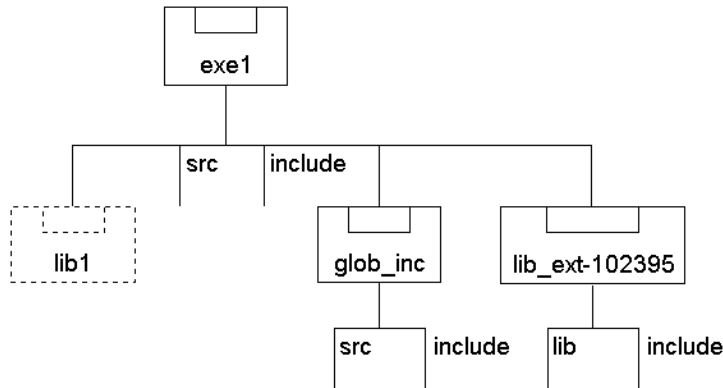 exe1
src
include
lib1
glob_inc
lib_ext-102395
src
include
lib
include